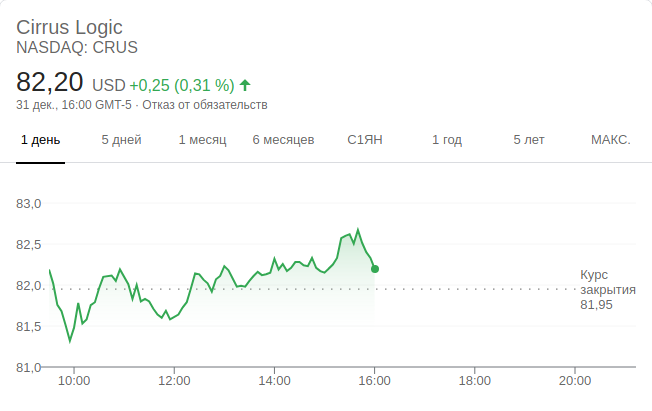 Cirrus Logic
NASDAQ: CRUS
82,20 USD +0,25 (0,31 %)
31 дек., 16:00 GMT-5 · Отказ от обязательств
1 день 5 дней 1 месяц 6 месяцев С1ЯН 1 год 5 лет МАКС.
83,0
82,5
82,0
81,5
81,0
Курс
закрытия
81,95
10:00 12:00 14:00 16:00 18:00 20:00